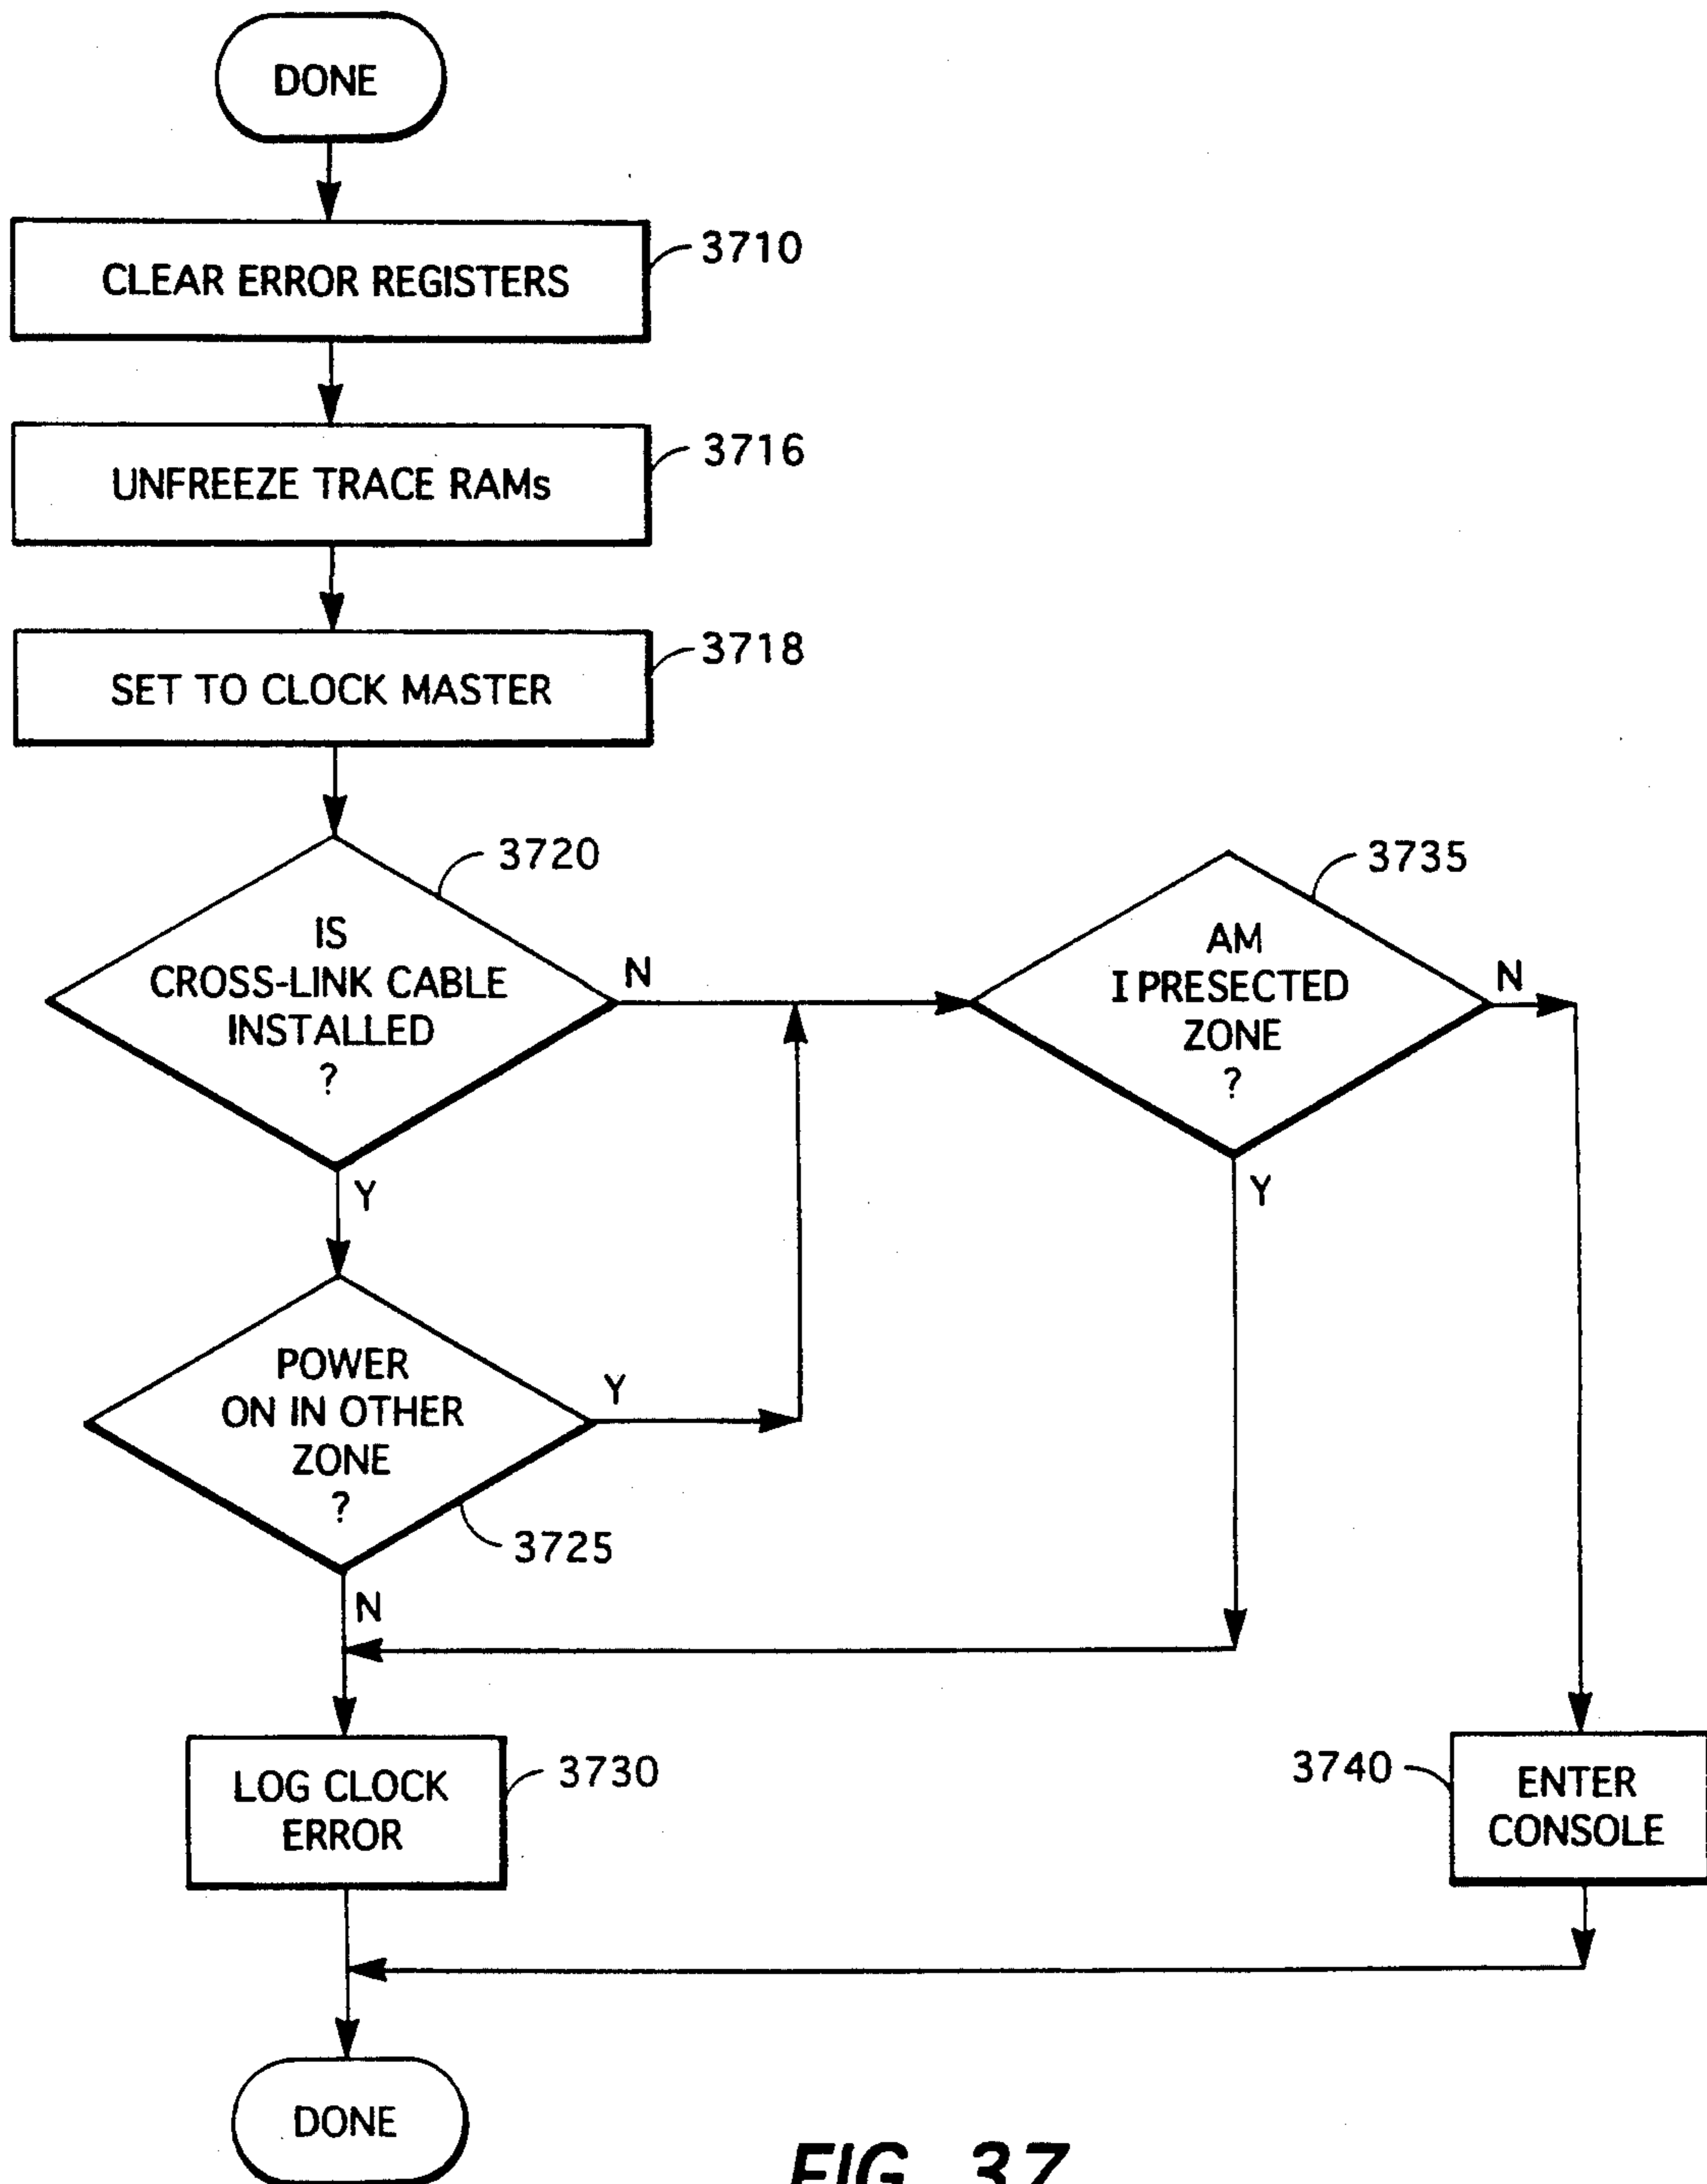 DONE
CLEAR ERROR REGISTERS
3710
UNFREEZE TRACE RAMs
3716
SET TO CLOCK MASTER
3718
3720
IS
CROSS-LINK CABLE
INSTALLED
?
N
Y
3735
AM
I PRESECTED
ZONE
?
N
Y
POWER
ON IN OTHER
ZONE
?
Y
3725
N
LOG CLOCK
ERROR
3730
3740
ENTER
CONSOLE
DONE
FIG. 37